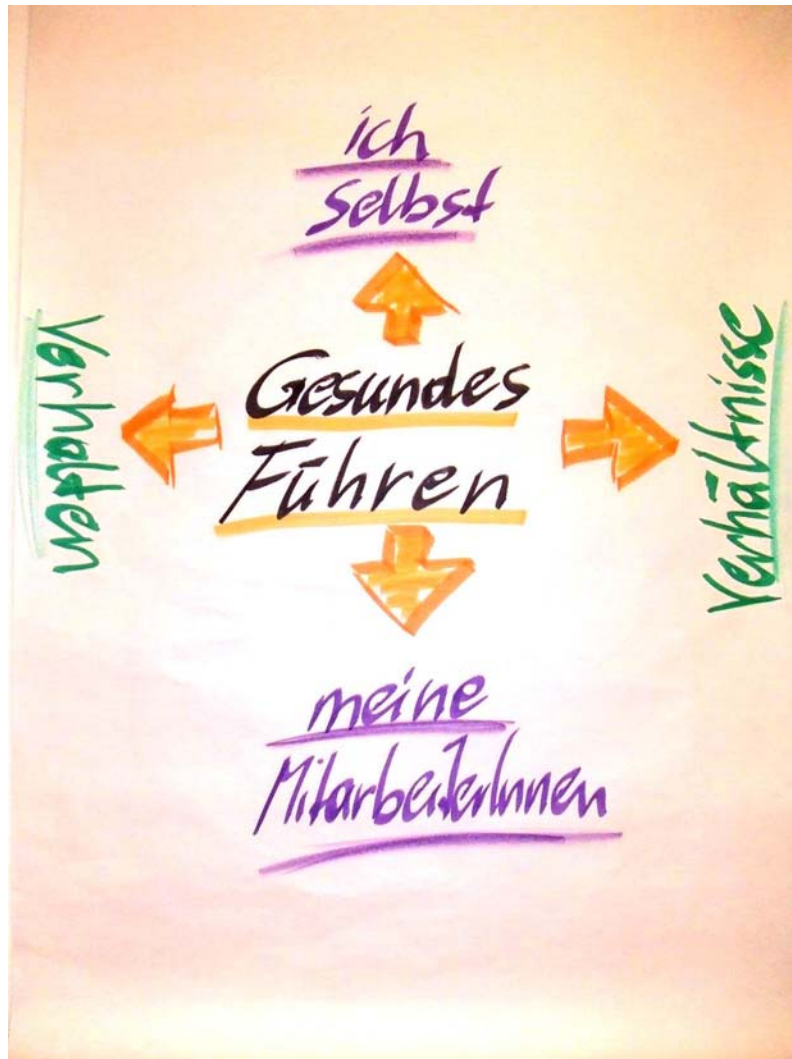 ich
Selbst
Verhalten
Gesundes
Führen
Verhältnisse
meine
MitarbeiterInnen